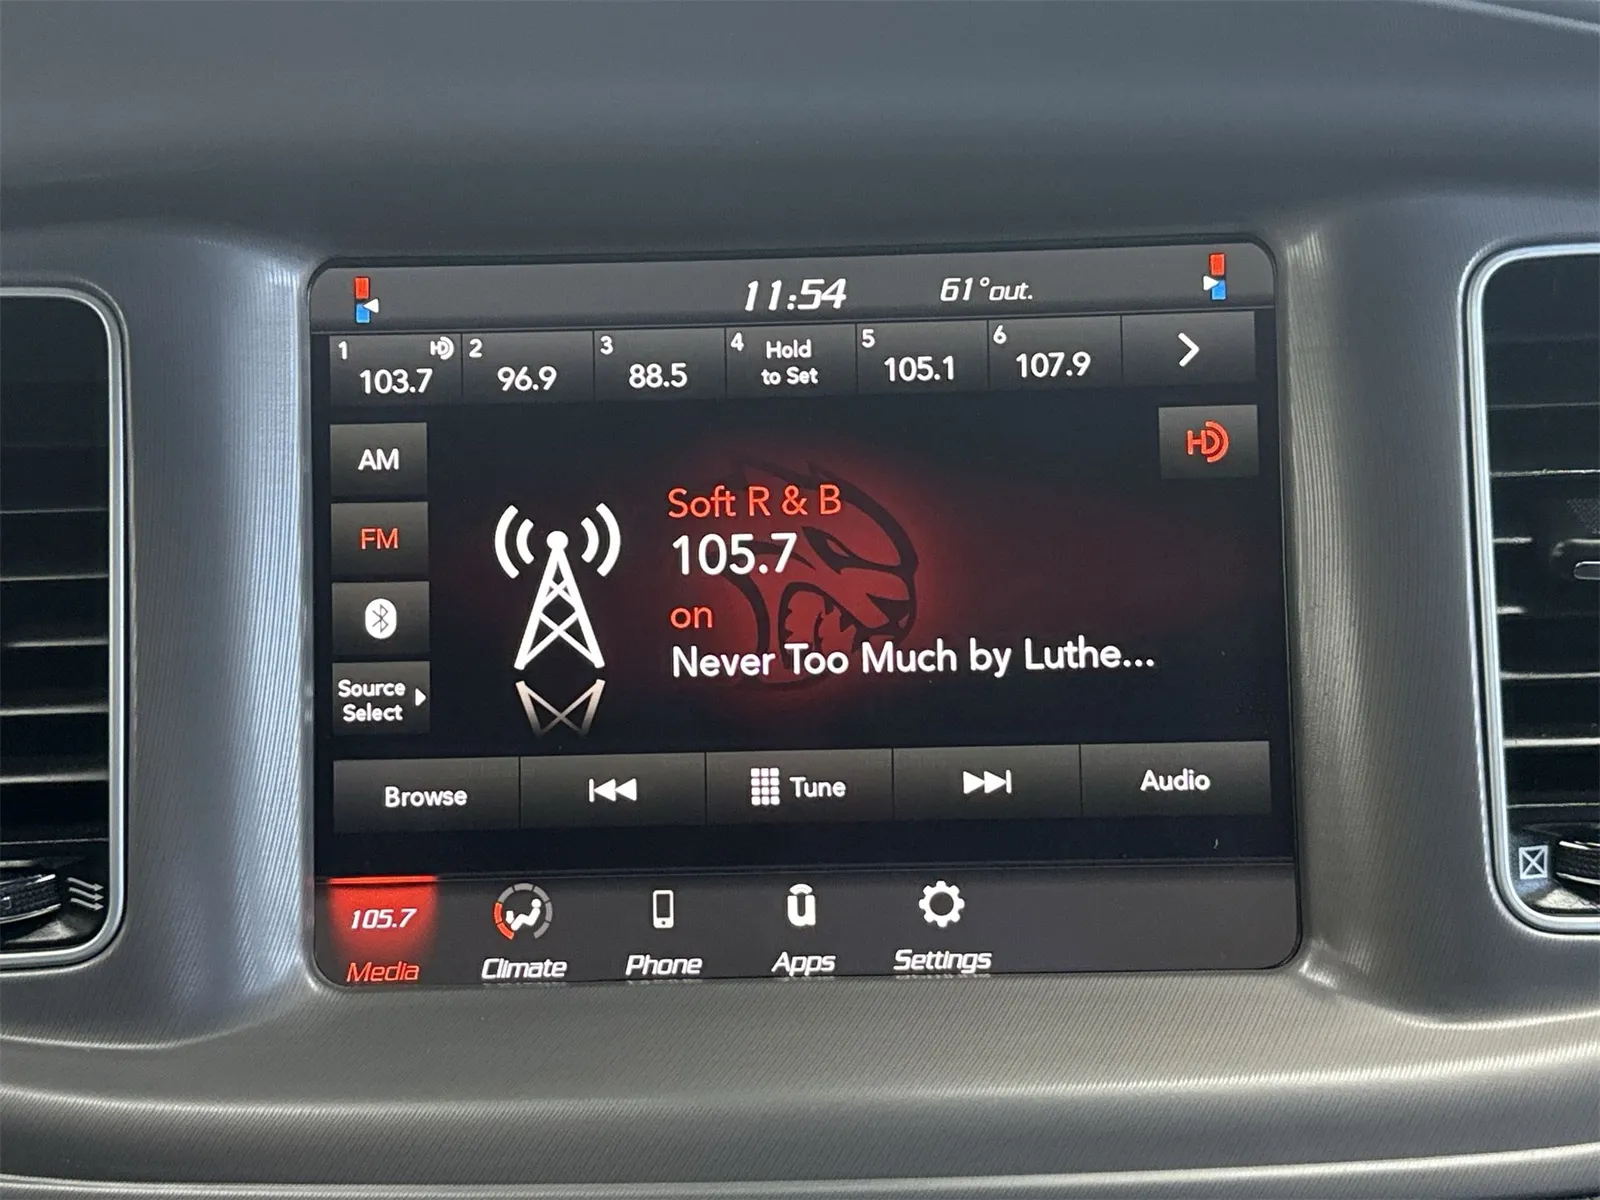 11:54 61°out.
1 HD 2 3 4 Hold 5 6
103.7 96.9 88.5 to Set 105.1 107.9
AM
HD
FM
Soft R & B
105.7
on
Never Too Much by Luthe...
Source
Select
Browse Tune Audio
105.7
Media Climate Phone Apps Settings